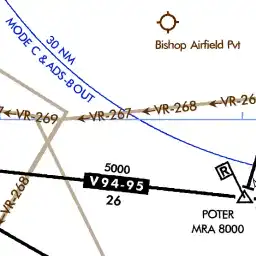 30 NM
MODE C & ADS-B OUT
Bishop Airfield Pvt
VR-269
VR-267
VR-268
VR-26
VR-268
5000
V94-95
26
R
POTER
MRA 8000